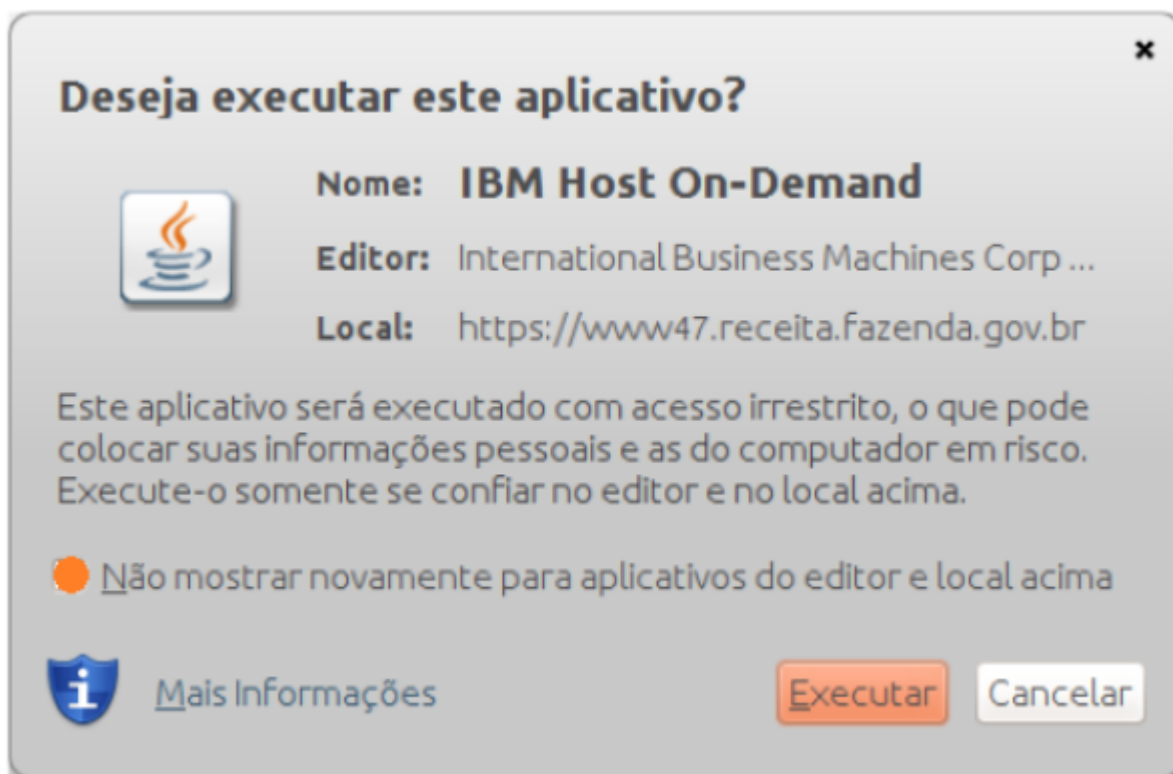 Deseja executar este aplicativo?
Nome: IBM Host On-Demand
Editor: International Business Machines Corp ...
Local: https://www47.receita.fazenda.gov.br
Este aplicativo será executado com acesso irrestrito, o que pode
colocar suas informações pessoais e as do computador em risco.
Execute-o somente se confiar no editor e no local acima.
Não mostrar novamente para aplicativos do editor e local acima
Mais Informações
Executar
Cancelar